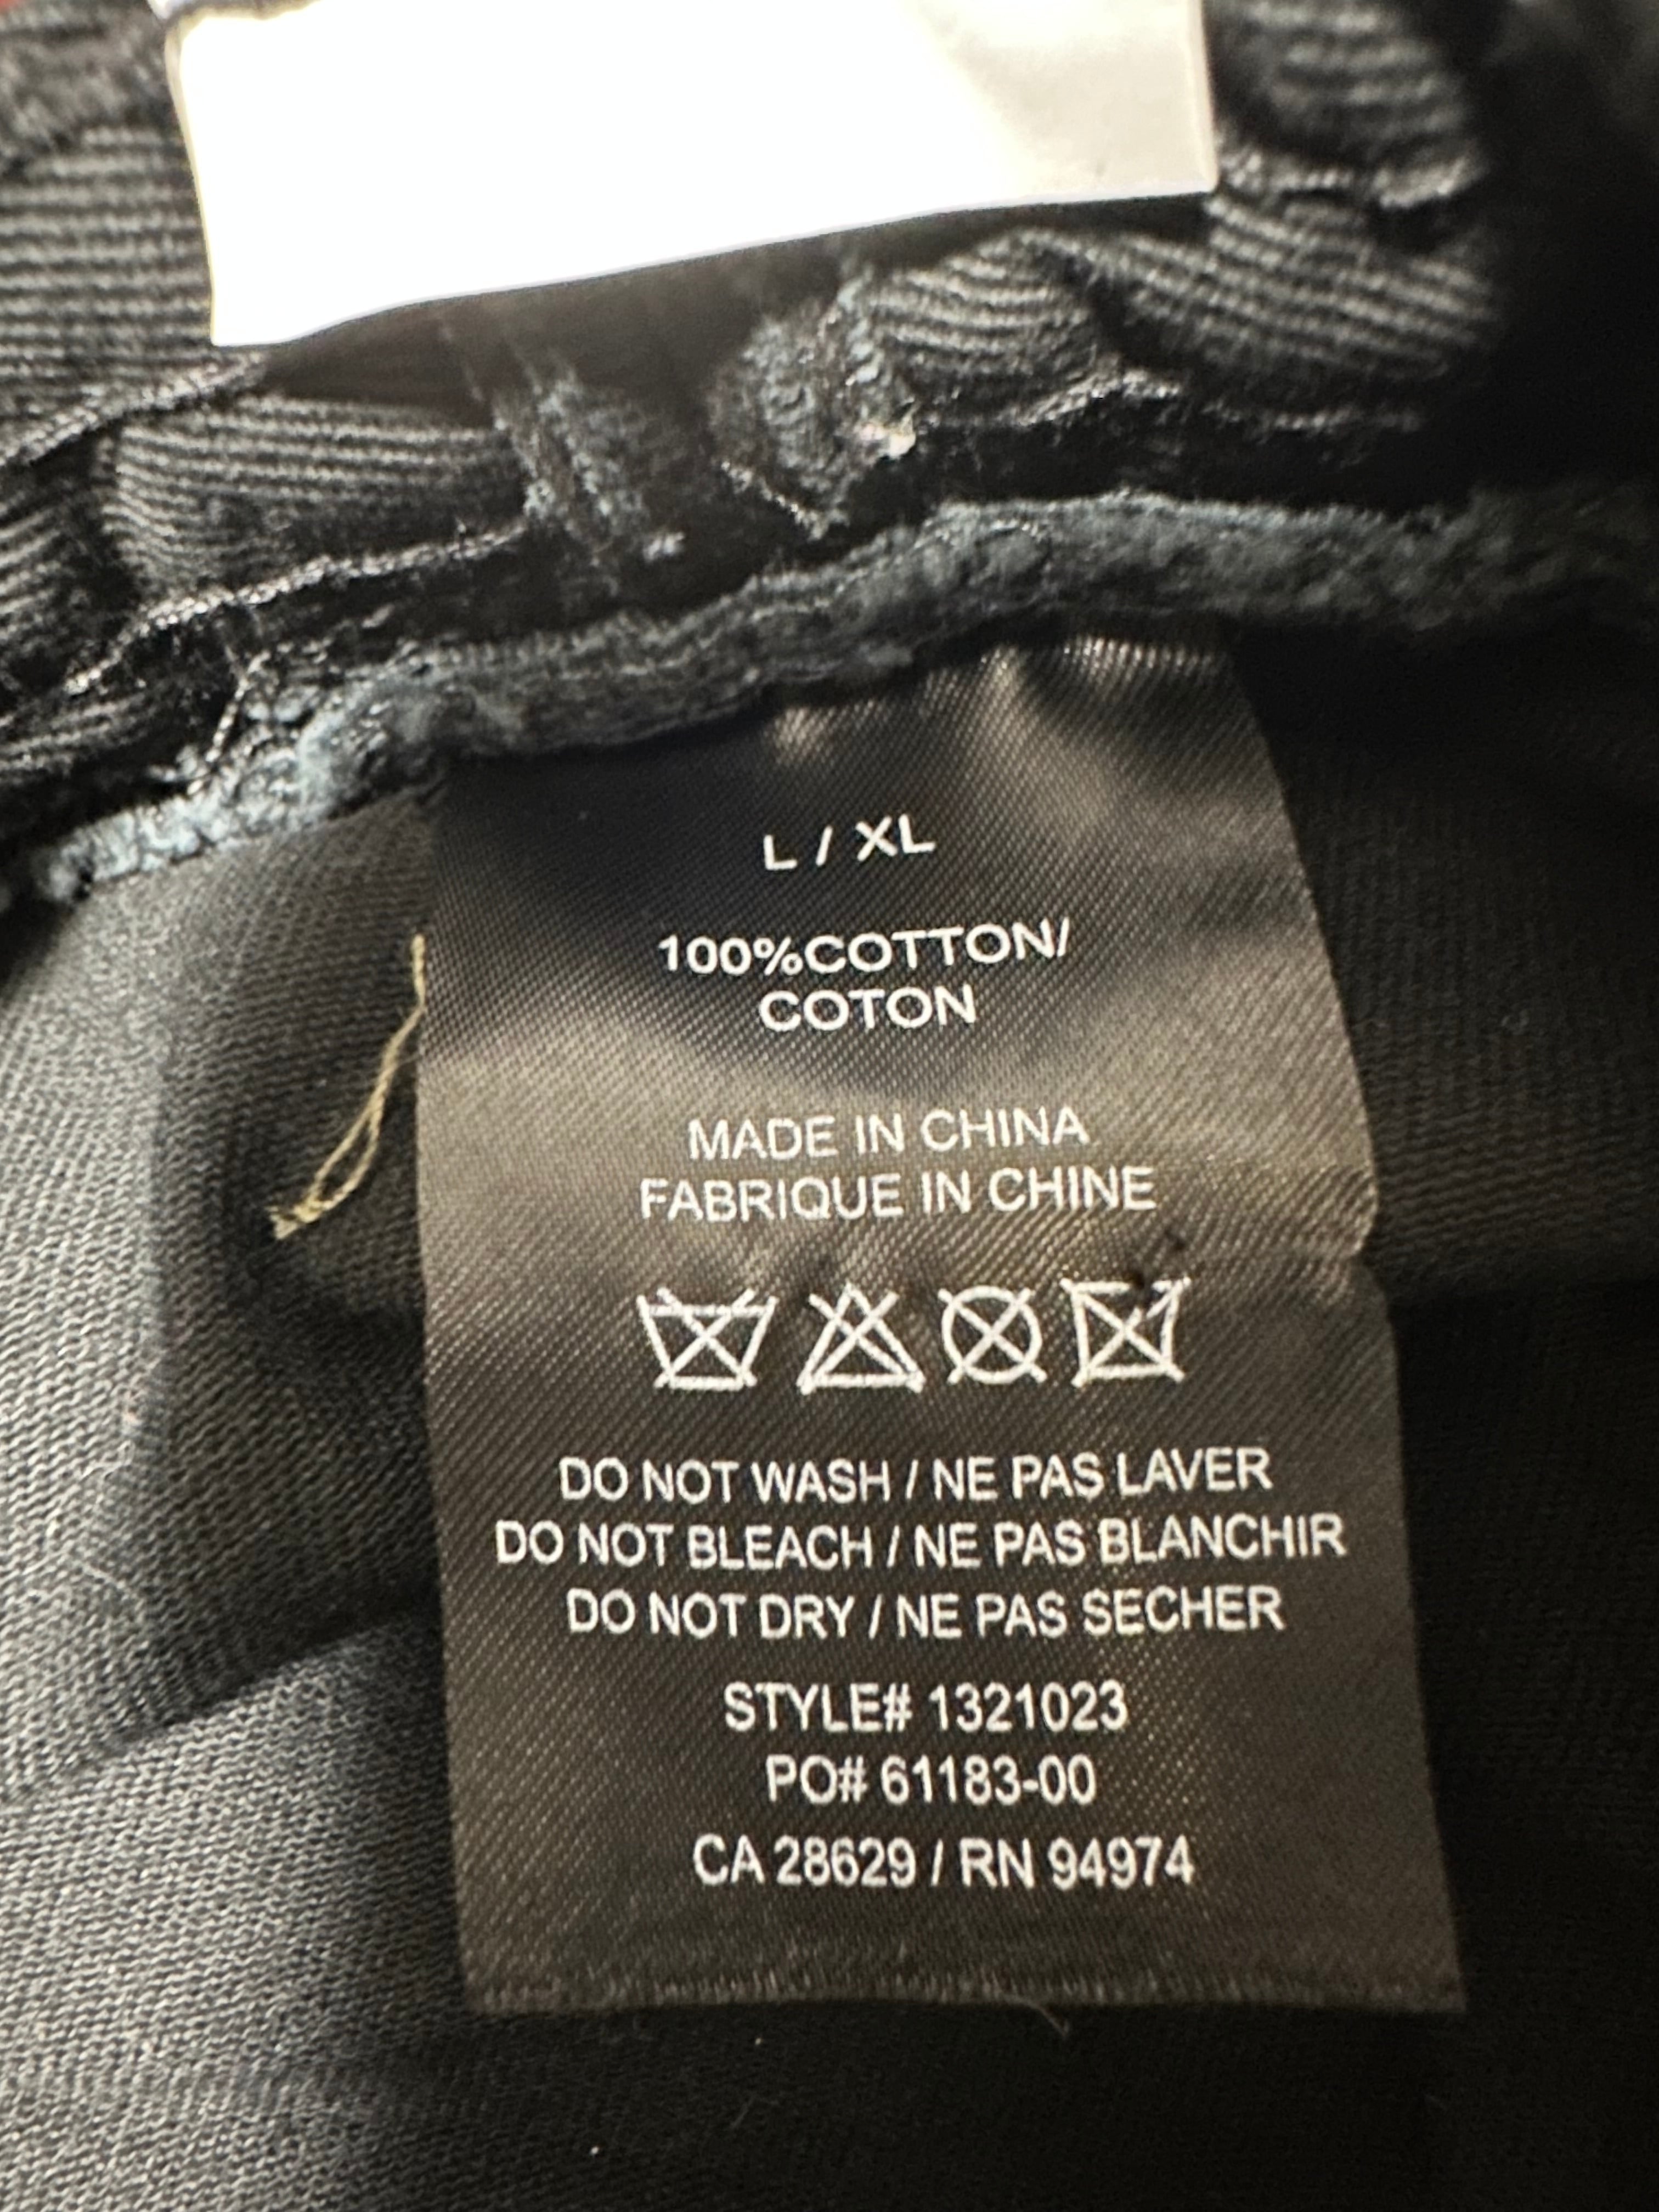 L / XL
100%COTTON/
COTON
MADE IN CHINA
FABRIQUE IN CHINE
DO NOT WASH / NE PAS LAVER
DO NOT BLEACH / NE PAS BLANCHIR
DO NOT DRY / NE PAS SECHER
STYLE# 1321023
PO# 61183-00
CA 28629 / RN 94974